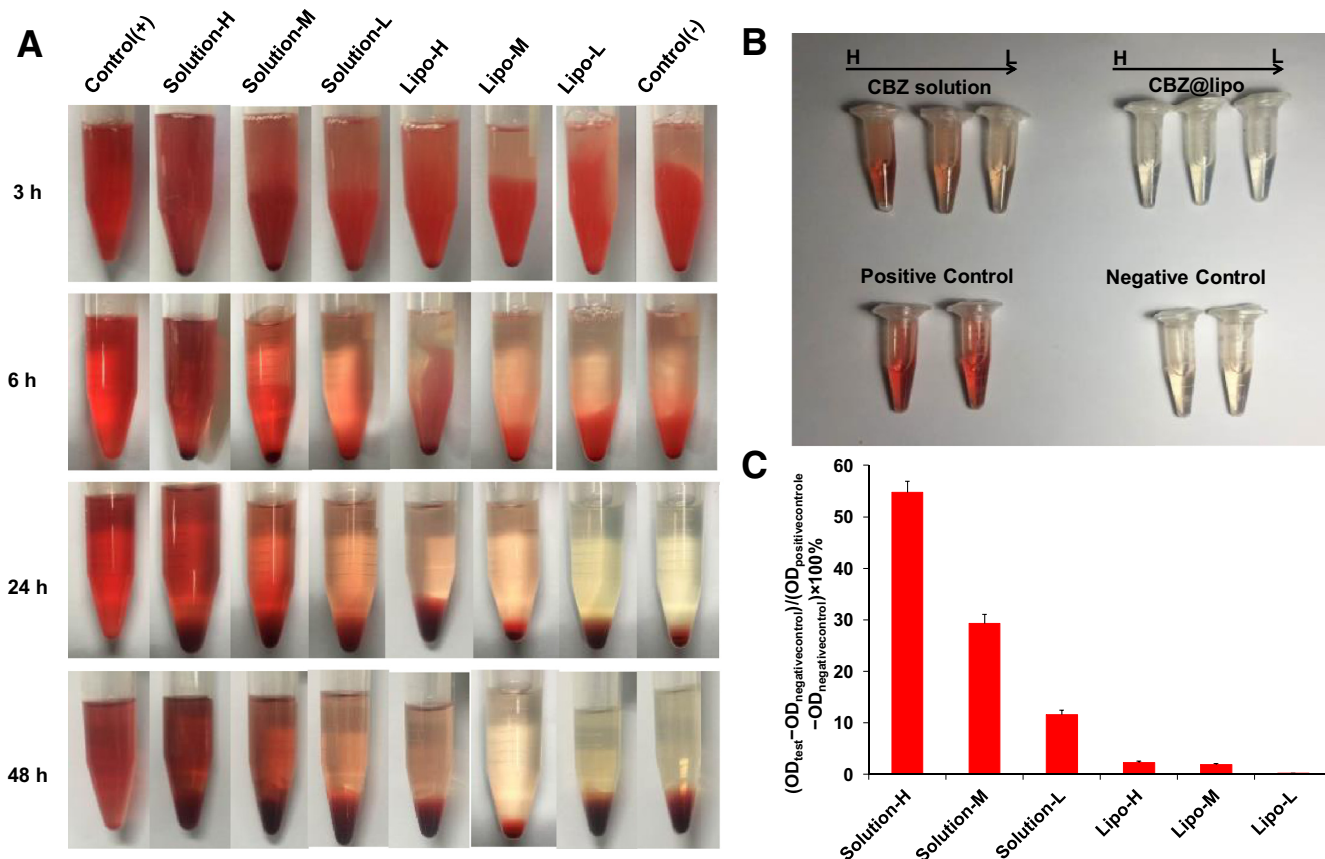 A
Control(+)
Solution-H
Solution-M
Solution-L
Lipo-H
Lipo-M
Lipo-L
Control(-)
3 h
6 h
24 h
48 h
B
H L
CBZ solution
H L
CBZ@lipo
Positive Control
Negative Control
C
(ODtest−ODnegativecontrol)/(ODpositivecontrole
−ODnegativecontrol)×100%
60
50
40
30
20
10
0
Solution-H
Solution-M
Solution-L
Lipo-H
Lipo-M
Lipo-L